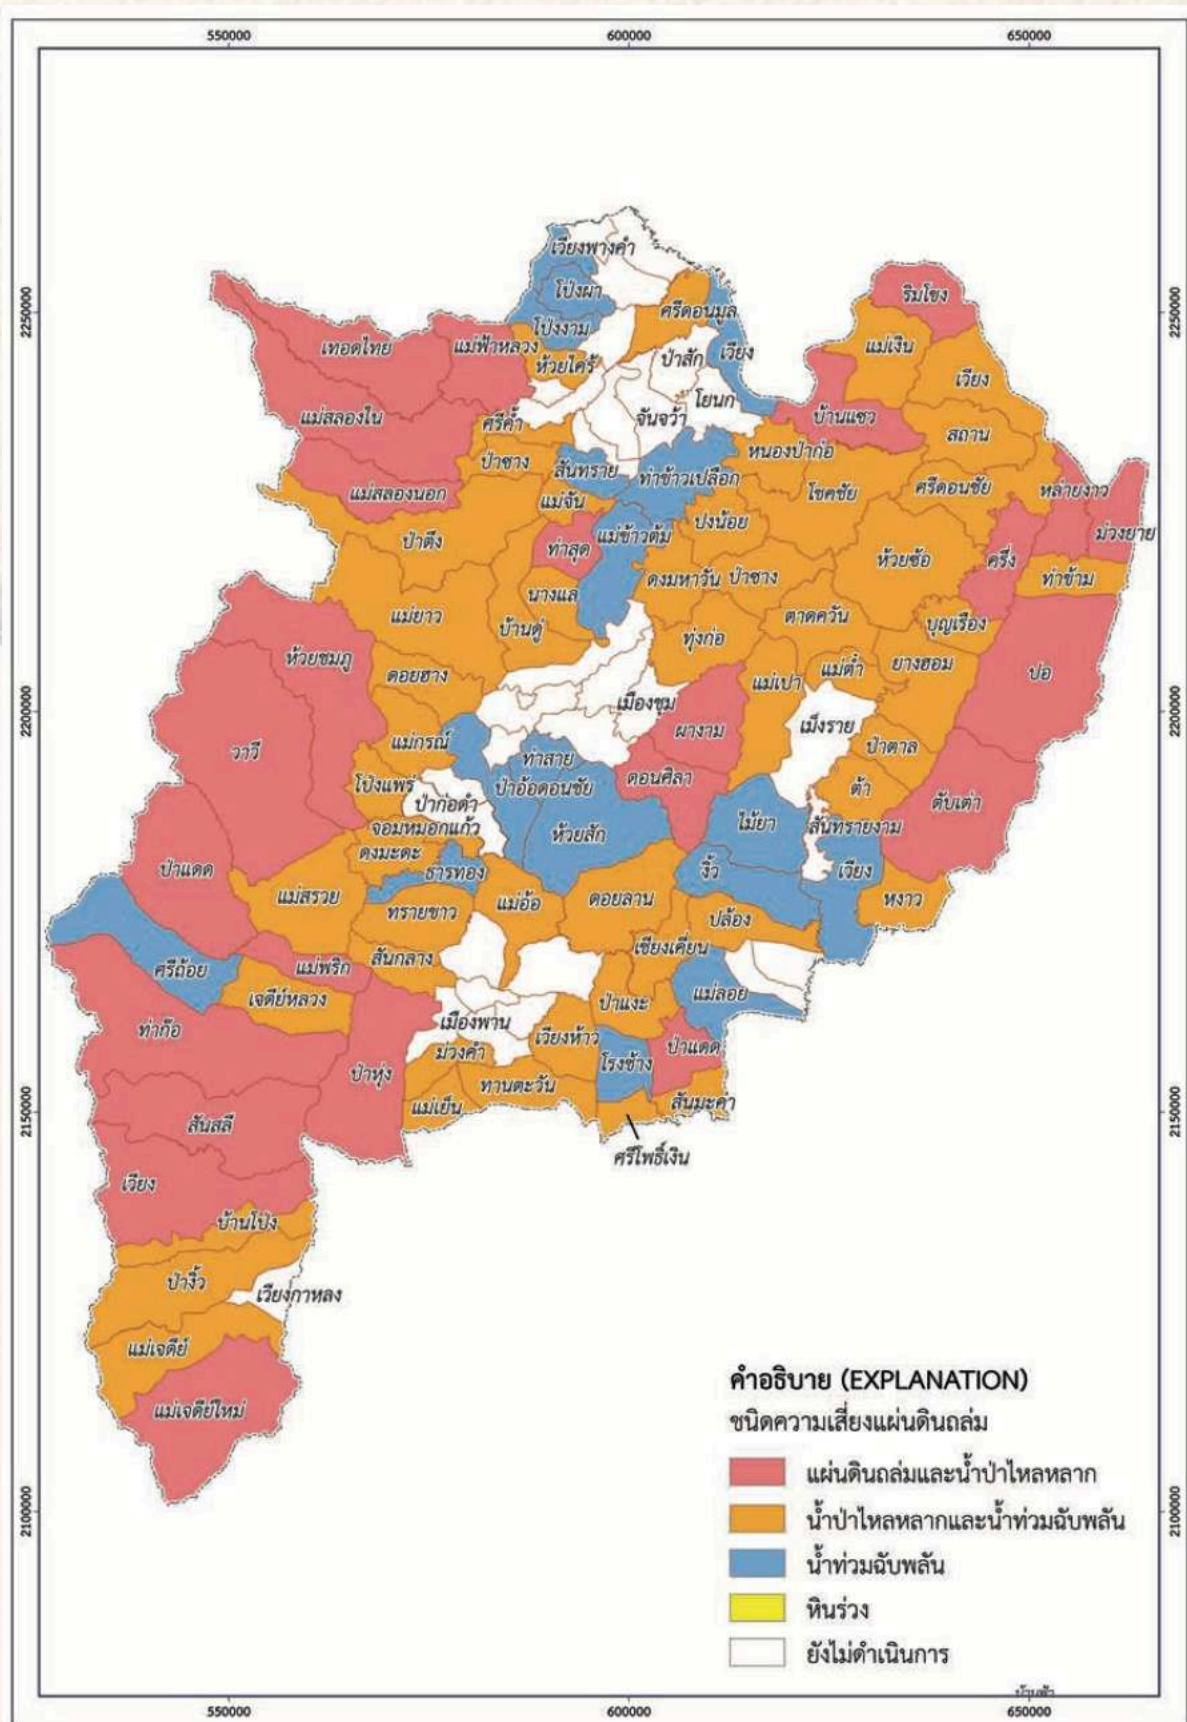 550000 600000 650000
2250000 2250000
2200000 2200000
2150000 2150000
2100000 2100000
เวียงพางคำ
โป่งผา
ศรีดอนมูล
โป่งงาม
ริมโขง
เทอดไทย
แม่ฟ้าหลวง
ห้วยไคร้
ป่าสัก
เวียง
แม่เงิน
เวียง
โยนก
แม่สลองใน
ศรีค้ำ
จันจว้า
บ้านแซว
สถาน
ป่าซาง
สันทราย
ท่าข้าวเปลือก
หนองป่าก่อ
แม่สลองนอก
แม่จัน
โชคชัย
ศรีดอนชัย
หล่ายงาว
ป่าตึง
ท่าสุด
แม่ข้าวต้ม
ปงน้อย
ม่วงยาย
ห้วยซ้อ
ครึ่ง
นางแล
ดงมหาวัน
ป่าซาง
ท่าข้าม
แม่ยาว
บ้านดู่
ทุ่งก่อ
ตาดควัน
บุญเรือง
ห้วยชมภู
ดอยฮาง
แม่เปา
แม่ต๋ำ
ยางฮอม
ปอ
เมืองชุม
เม็งราย
วาวี
แม่กรณ์
ท่าสาย
ผางาม
ป่าตาล
โป่งแพร่
ป่าก่อดำ
ป่าอ้อดอนชัย
ดอนศิลา
ต้า
ตับเต่า
จอมหมอกแก้ว
ห้วยสัก
ไม้ยา
สันทรายงาม
ดงมะดะ
ธารทอง
ป่าแดด
งิ้ว
เวียง
แม่สรวย
ทรายขาว
แม่อ้อ
ดอยลาน
ปล้อง
หงาว
ศรีถ้อย
แม่พริก
สันกลาง
เชียงเคี่ยน
เจดีย์หลวง
ป่าแงะ
แม่ลอย
ท่าก๊อ
เมืองพาน
เวียงห้าว
ม่วงคำ
โรงช้าง
ป่าแดด
ป่าหุ่ง
ทานตะวัน
แม่เย็น
สันมะค่า
สันสลี
ศรีโพธิ์เงิน
เวียง
บ้านโป่ง
ป่างิ้ว
เวียงกาหลง
แม่เจดีย์
แม่เจดีย์ใหม่
คำอธิบาย (EXPLANATION)
ชนิดความเสี่ยงแผ่นดินถล่ม
แผ่นดินถล่มและน้ำป่าไหลหลาก
น้ำป่าไหลหลากและน้ำท่วมฉับพลัน
น้ำท่วมฉับพลัน
หินร่วง
ยังไม่ดำเนินการ
550000 600000 650000